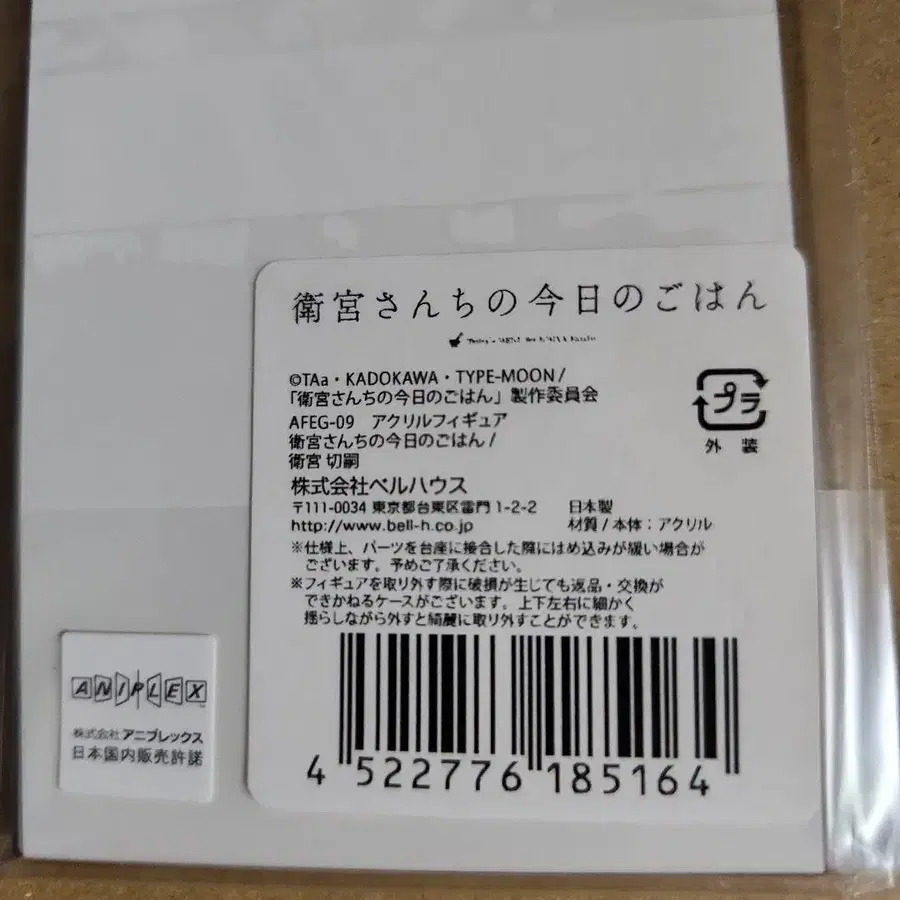 衛宮さんちの今日のごはん
©TAa・KADOKAWA・TYPE-MOON/
「衛宮さんちの今日のごはん」製作委員会
AFEG-09　アクリルフィギュア
衛宮さんちの今日のごはん/
衛宮 切嗣
プラ
外 装
株式会社ベルハウス
〒111-0034 東京都台東区雷門 1-2-2　日本製
http://www.bell-h.co.jp　材質/本体：アクリル
※仕様上、パーツを台座に接合した際にはめ込みが緩い場合が
ございます。予めご了承ください。
※フィギュアを取り外す際に破損が生じても返品・交換が
できかねるケースがございます。上下左右に細かく
揺らしながら外すと綺麗に取り外すことができます。
4 522776 185164
ANIPLEX
株式会社 アニプレックス
日本国内販売許諾